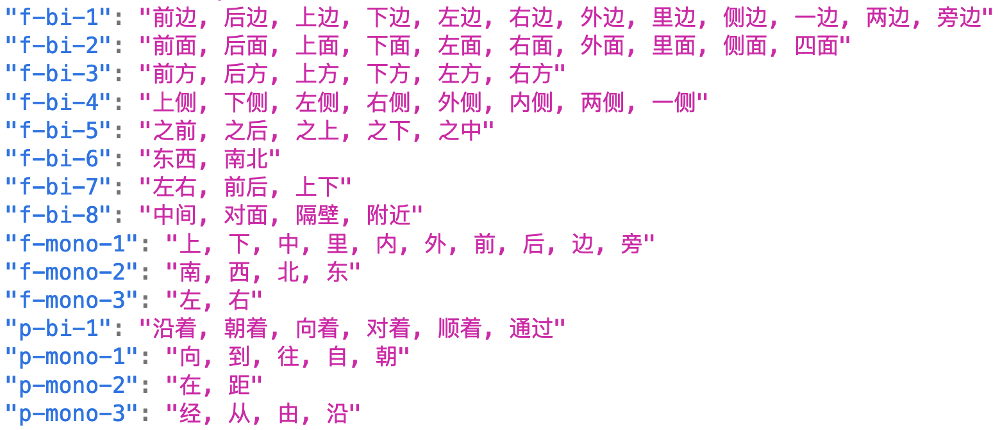 "f-bi-1": "前边, 后边, 上边, 下边, 左边, 右边, 外边, 里边, 侧边, 一边, 两边, 旁边"
"f-bi-2": "前面, 后面, 上面, 下面, 左面, 右面, 外面, 里面, 侧面, 四面"
"f-bi-3": "前方, 后方, 上方, 下方, 左方, 右方"
"f-bi-4": "上侧, 下侧, 左侧, 右侧, 外侧, 内侧, 两侧, 一侧"
"f-bi-5": "之前, 之后, 之上, 之下, 之中"
"f-bi-6": "东西, 南北"
"f-bi-7": "左右, 前后, 上下"
"f-bi-8": "中间, 对面, 隔壁, 附近"
"f-mono-1": "上, 下, 中, 里, 内, 外, 前, 后, 边, 旁"
"f-mono-2": "南, 西, 北, 东"
"f-mono-3": "左, 右"
"p-bi-1": "沿着, 朝着, 向着, 对着, 顺着, 通过"
"p-mono-1": "向, 到, 往, 自, 朝"
"p-mono-2": "在, 距"
"p-mono-3": "经, 从, 由, 沿"